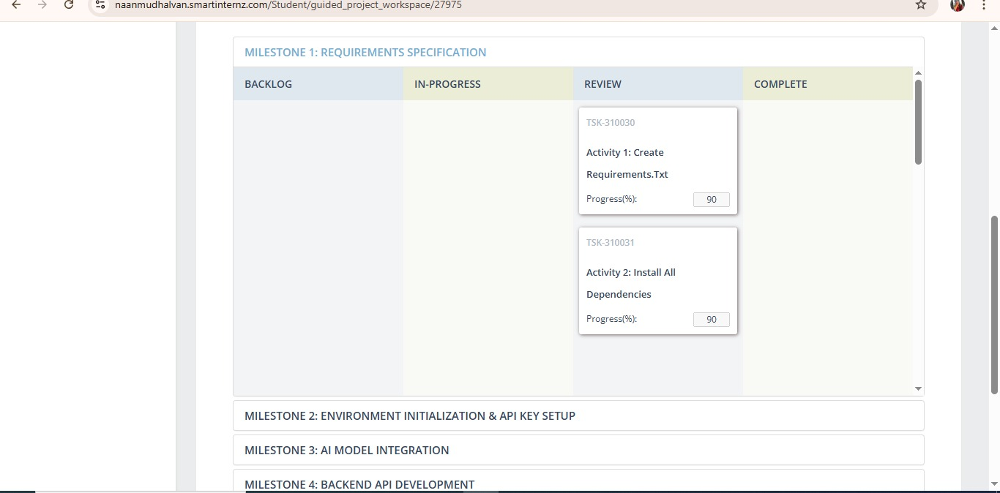 naanmudhalvan.smartinternz.com/Student/guided_project_workspace/27975
MILESTONE 1: REQUIREMENTS SPECIFICATION
BACKLOG
IN-PROGRESS
REVIEW
COMPLETE
TSK-310030
Activity 1: Create
Requirements.Txt
Progress(%):
90
TSK-310031
Activity 2: Install All
Dependencies
Progress(%):
90
MILESTONE 2: ENVIRONMENT INITIALIZATION & API KEY SETUP
MILESTONE 3: AI MODEL INTEGRATION
MILESTONE 4: BACKEND API DEVELOPMENT